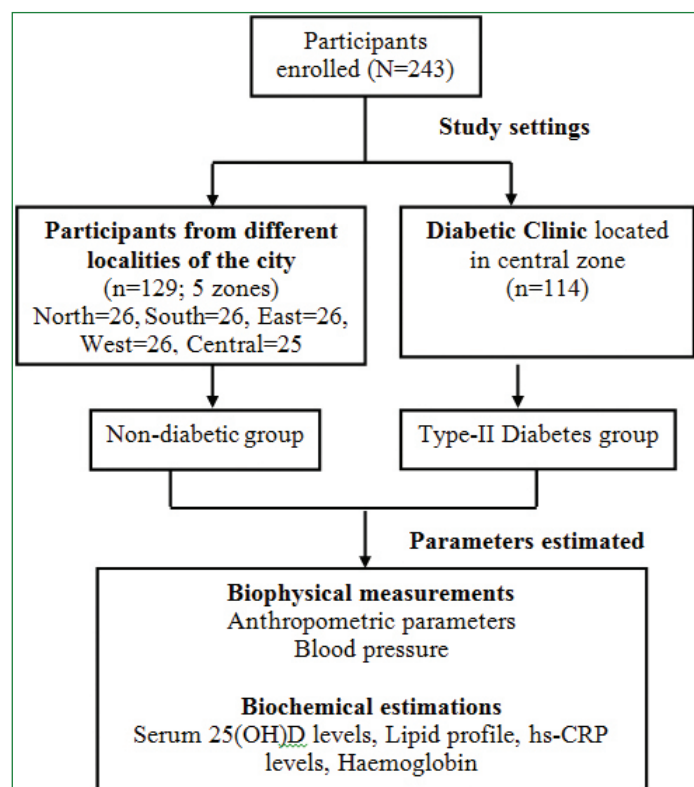 Participants
enrolled (N=243)
Study settings
Participants from different
localities of the city
(n=129; 5 zones)
North=26, South=26, East=26,
West=26, Central=25
Diabetic Clinic located
in central zone
(n=114)
Non-diabetic group
Type-II Diabetes group
Parameters estimated
Biophysical measurements
Anthropometric parameters
Blood pressure
Biochemical estimations
Serum 25(OH)D levels, Lipid profile, hs-CRP
levels, Haemoglobin